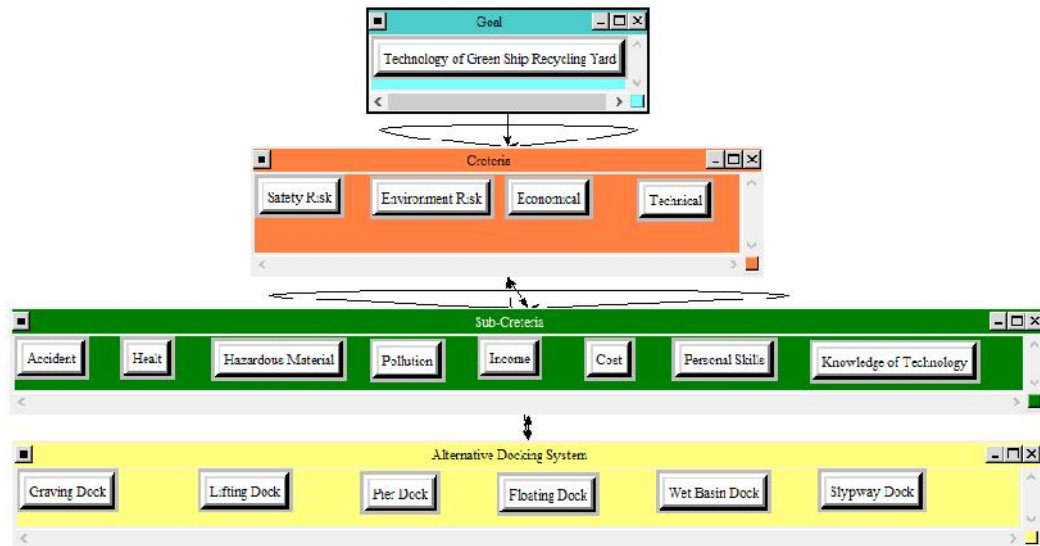 Goal
Technology of Green Ship Recycling Yard
Creteria
Safety Risk Environment Risk Economical Technical
Sub-Creteria
Accident Healt Hazardous Material Pollution Income Cost Personal Skills Knowledge of Technology
Alternative Docking System
Graving Dock Lifting Dock Pier Dock Floating Dock Wet Basin Dock Slypway Dock